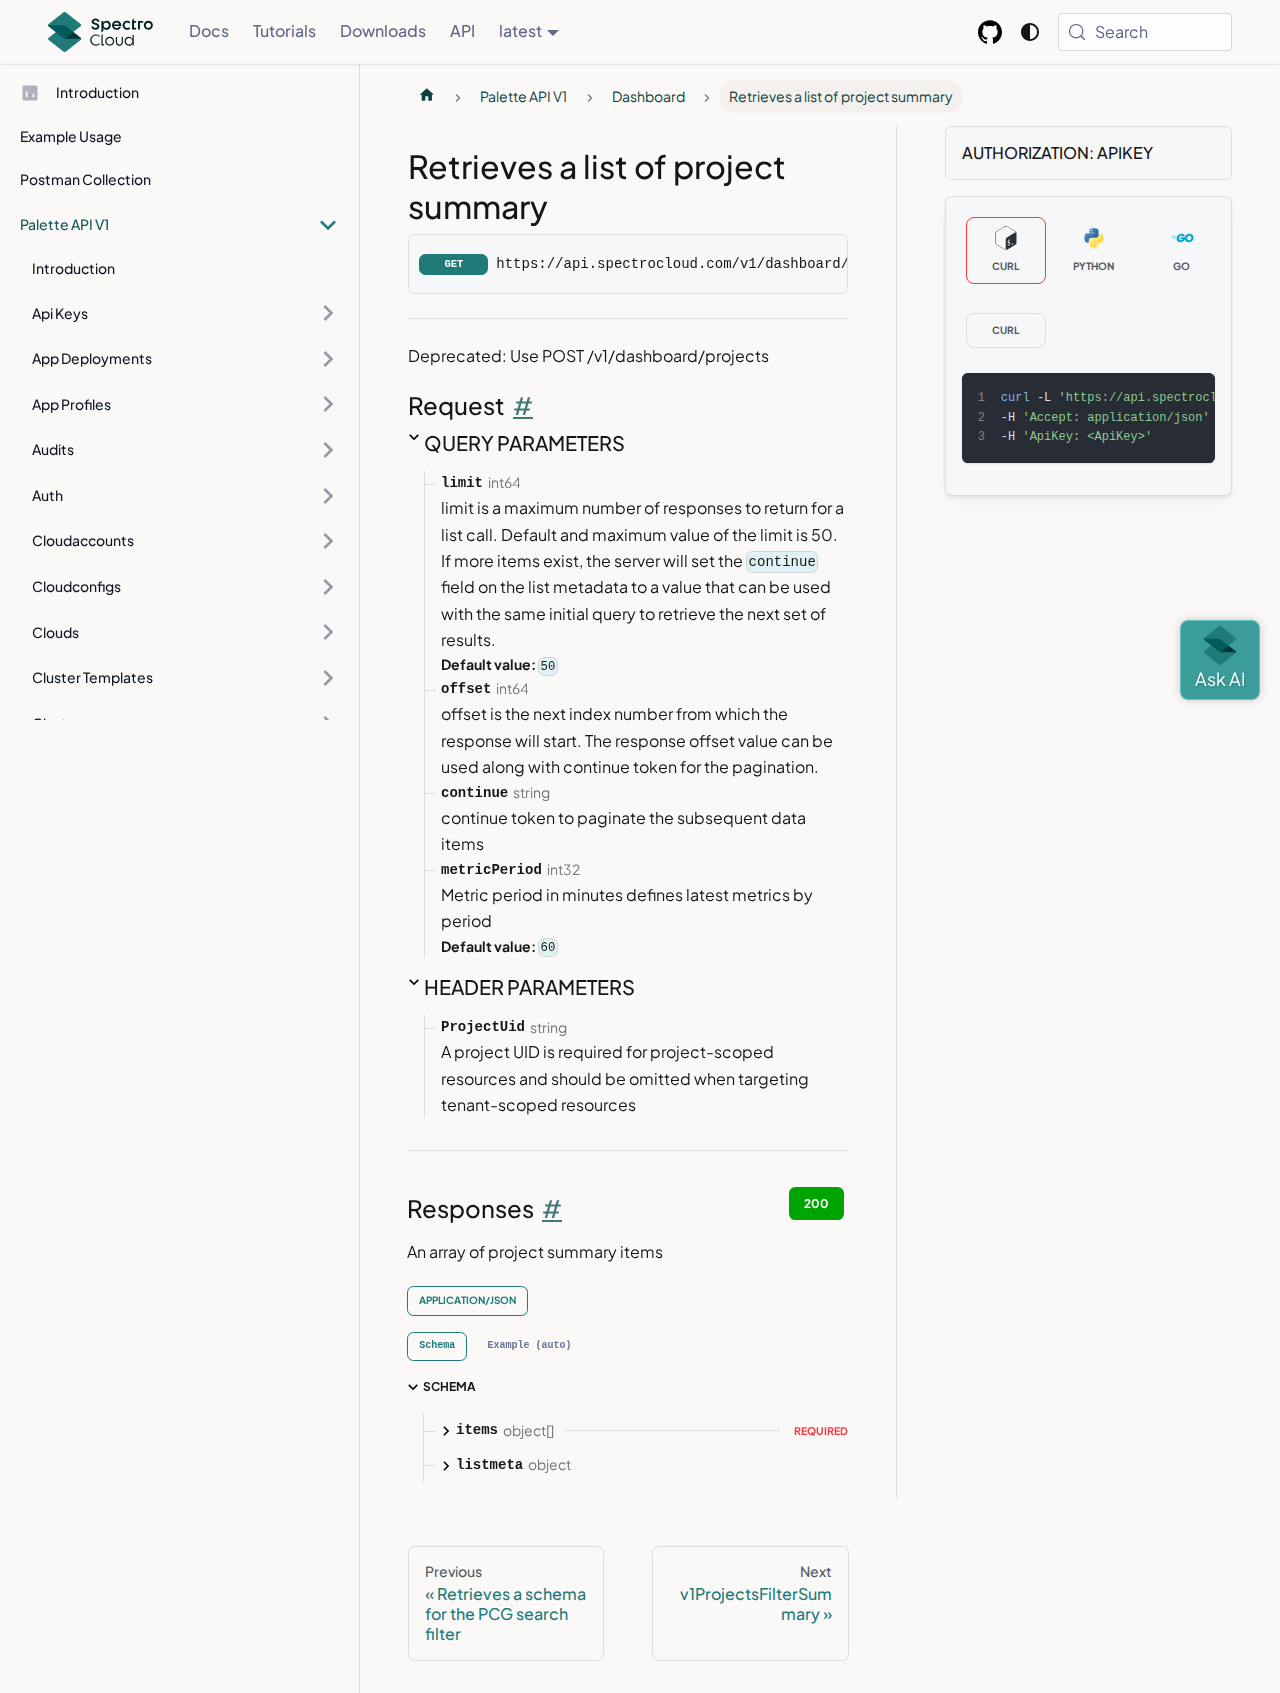 Spectro Cloud
Docs
Tutorials
Downloads
API
latest
Search
Introduction
Example Usage
Postman Collection
Palette API V1
Introduction
Api Keys
App Deployments
App Profiles
Audits
Auth
Cloudaccounts
Cloudconfigs
Clouds
Cluster Templates
Palette API V1
Dashboard
Retrieves a list of project summary
Retrieves a list of project
summary
GET https://api.spectrocloud.com/v1/dashboard/
Deprecated: Use POST /v1/dashboard/projects
Request #
QUERY PARAMETERS
limit int64
limit is a maximum number of responses to return for a
list call. Default and maximum value of the limit is 50.
If more items exist, the server will set the continue
field on the list metadata to a value that can be used
with the same initial query to retrieve the next set of
results.
Default value: 50
offset int64
offset is the next index number from which the
response will start. The response offset value can be
used along with continue token for the pagination.
continue string
continue token to paginate the subsequent data
items
metricPeriod int32
Metric period in minutes defines latest metrics by
period
Default value: 60
HEADER PARAMETERS
ProjectUid string
A project UID is required for project-scoped
resources and should be omitted when targeting
tenant-scoped resources
Responses #
200
An array of project summary items
APPLICATION/JSON
Schema
Example (auto)
SCHEMA
items object[] REQUIRED
listmeta object
Previous
« Retrieves a schema
for the PCG search
filter
Next
v1ProjectsFilterSum
mary »
AUTHORIZATION: APIKEY
CURL
PYTHON
GO
CURL
1 curl -L 'https://api.spectrocl
2 -H 'Accept: application/json'
3 -H 'ApiKey: <ApiKey>'
Ask AI